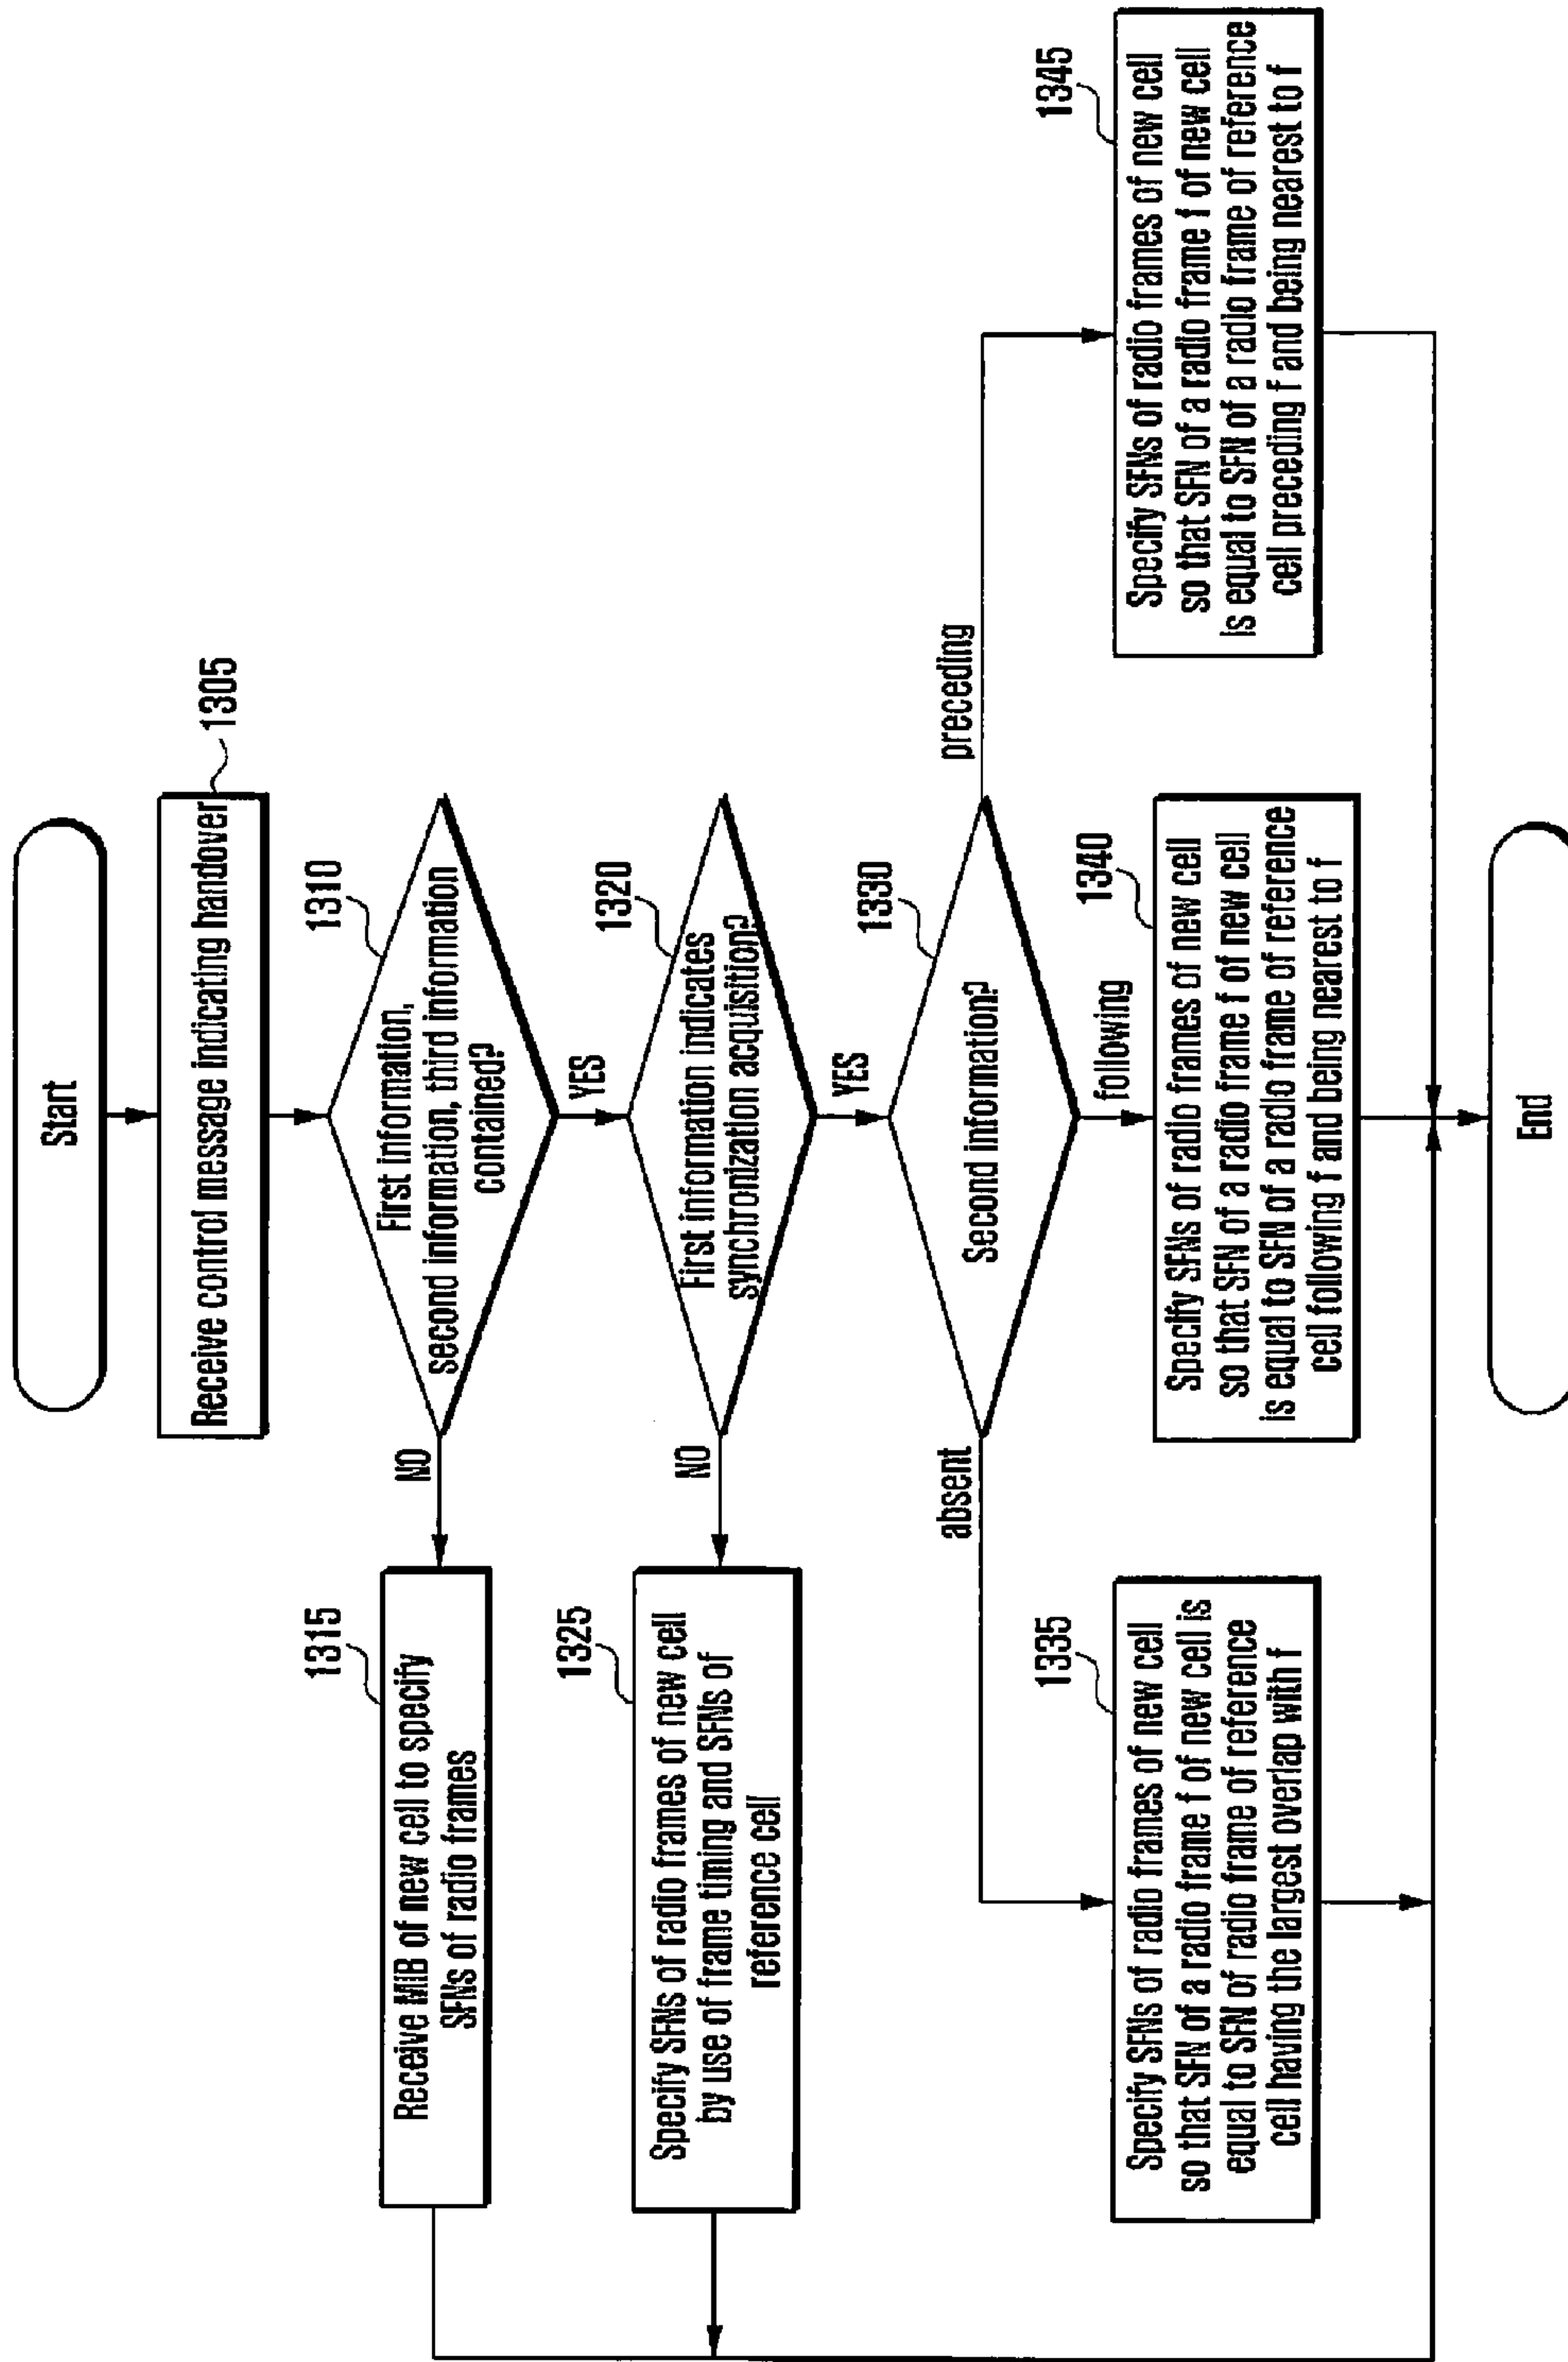 Start
Receive control message indicating handover
1305
First information,
second information, third information
contained?
1310
NO
YES
Receive MIB of new cell to specify
SFNs of radio frames
1315
First information indicates
synchronization acquisition?
1320
NO
YES
Specify SFNs of radio frames of new cell
by use of frame timing and SFNs of
reference cell
1325
Second information?
1330
absent
following
preceding
Specify SFNs of radio frames of new cell
so that SFN of a radio frame f of new cell is
equal to SFN of radio frame of reference
cell having the largest overlap with f
1335
Specify SFNs of radio frames of new cell
so that SFN of a radio frame f of new cell
is equal to SFN of a radio frame of reference
cell following f and being nearest to f
1340
Specify SFNs of radio frames of new cell
so that SFN of a radio frame f of new cell
is equal to SFN of a radio frame of reference
cell preceding f and being nearest to f
1345
End